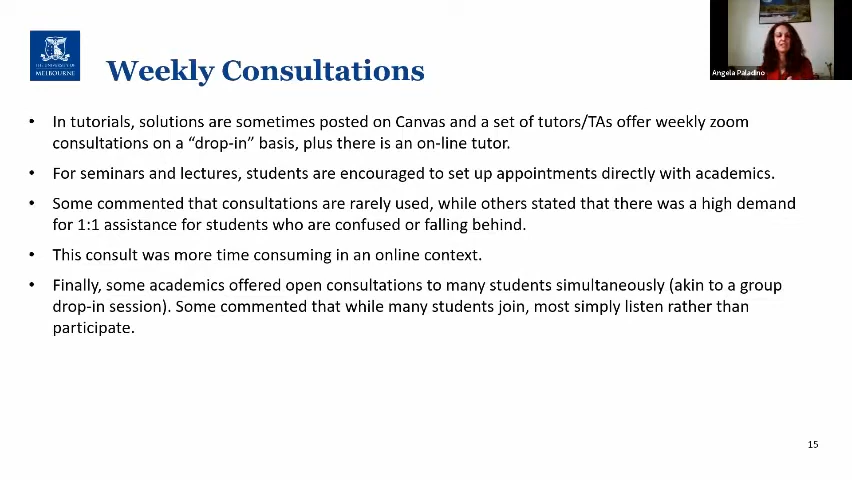 THE UNIVERSITY OF
MELBOURNE
Weekly Consultations
Angela Paladino
• In tutorials, solutions are sometimes posted on Canvas and a set of tutors/TAs offer weekly zoom
consultations on a “drop-in” basis, plus there is an on-line tutor.
• For seminars and lectures, students are encouraged to set up appointments directly with academics.
• Some commented that consultations are rarely used, while others stated that there was a high demand
for 1:1 assistance for students who are confused or falling behind.
• This consult was more time consuming in an online context.
• Finally, some academics offered open consultations to many students simultaneously (akin to a group
drop-in session). Some commented that while many students join, most simply listen rather than
participate.
15